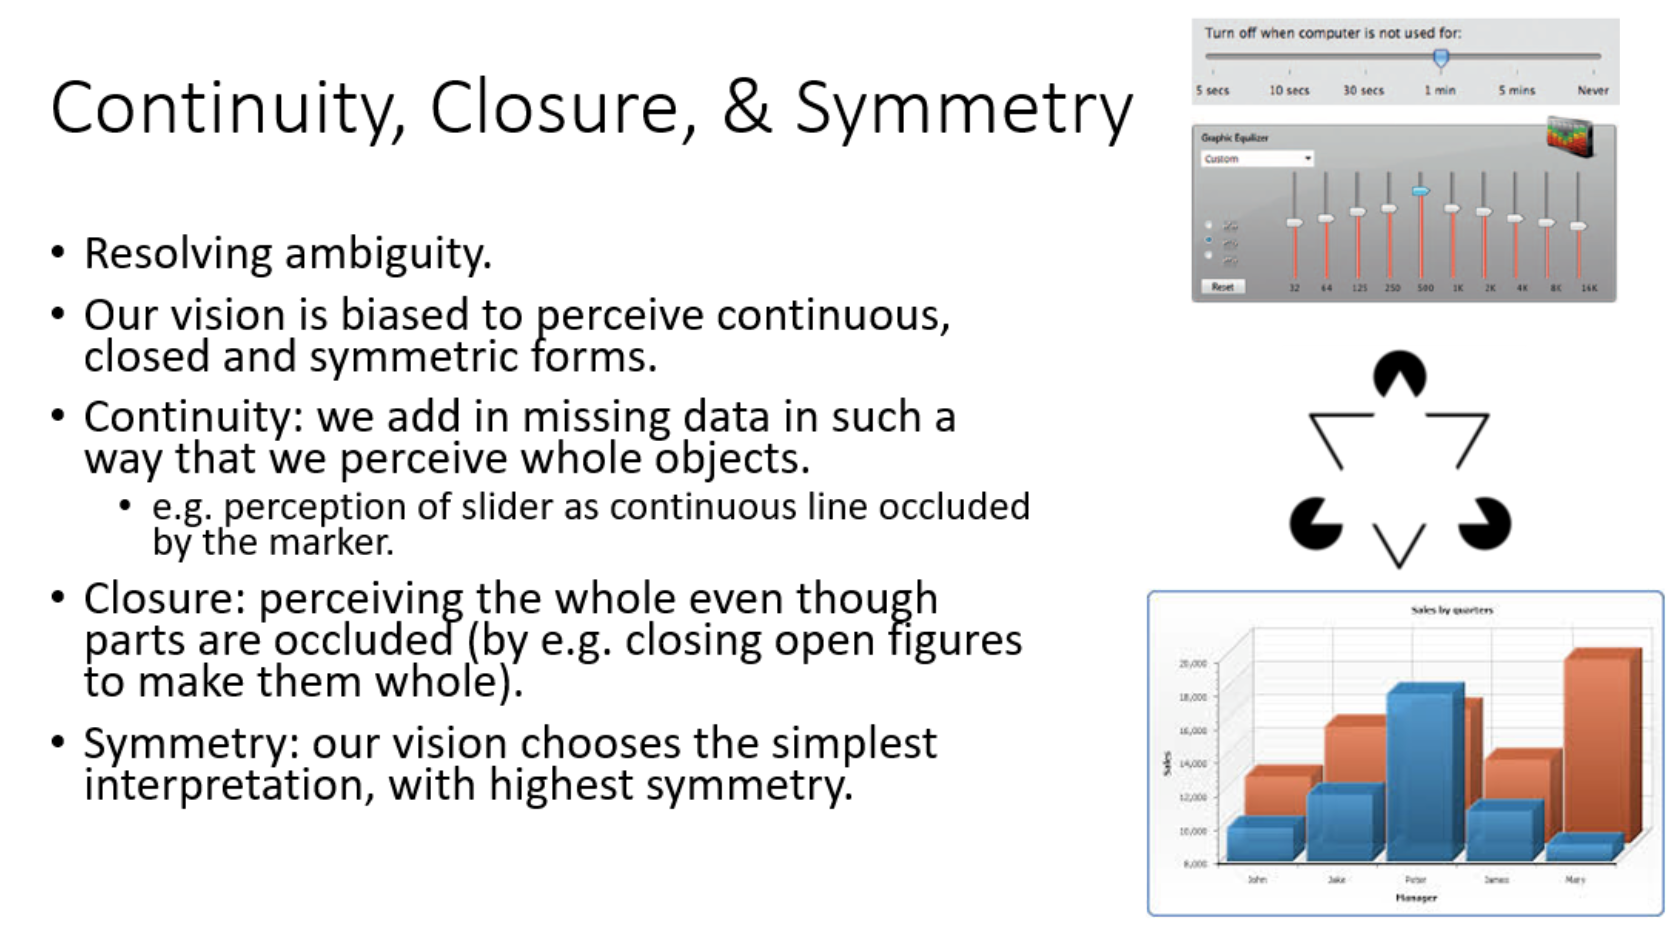 Continuity, Closure, & Symmetry
• Resolving ambiguity.
• Our vision is biased to perceive continuous,
closed and symmetric forms.
• Continuity: we add in missing data in such a
way that we perceive whole objects.
• e.g. perception of slider as continuous line occluded
by the marker.
• Closure: perceiving the whole even though
parts are occluded (by e.g. closing open figures
to make them whole).
• Symmetry: our vision chooses the simplest
interpretation, with highest symmetry.
Turn off when computer is not used for:
5 secs 10 secs 30 secs 1 min 5 mins Never
Graphic Equalizer
Custom
Reset 32 64 125 250 500 1K 2K 4K 8K 16K
Sales by quarters
20,000
18,000
16,000
14,000
12,000
10,000
8,000
Sales
John Jake Peter James Mary
Manager